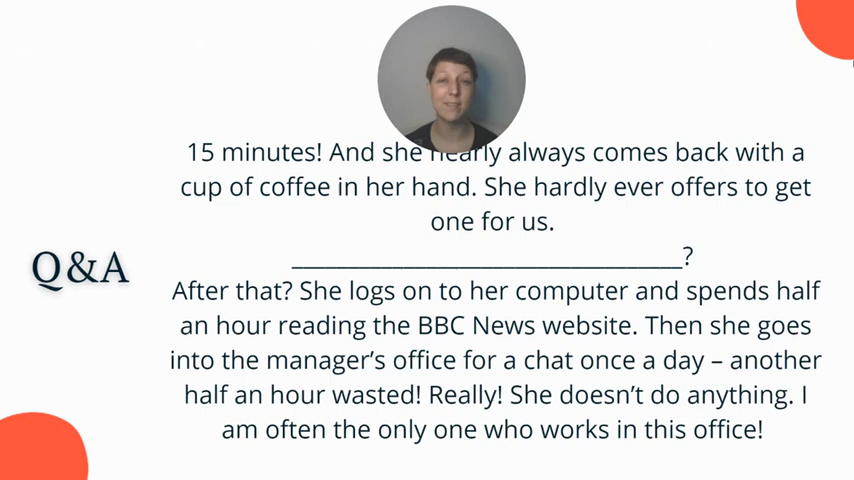 15 minutes! And she nearly always comes back with a
cup of coffee in her hand. She hardly ever offers to get
one for us.
______________________________?
Q&A
After that? She logs on to her computer and spends half
an hour reading the BBC News website. Then she goes
into the manager’s office for a chat once a day – another
half an hour wasted! Really! She doesn’t do anything. I
am often the only one who works in this office!